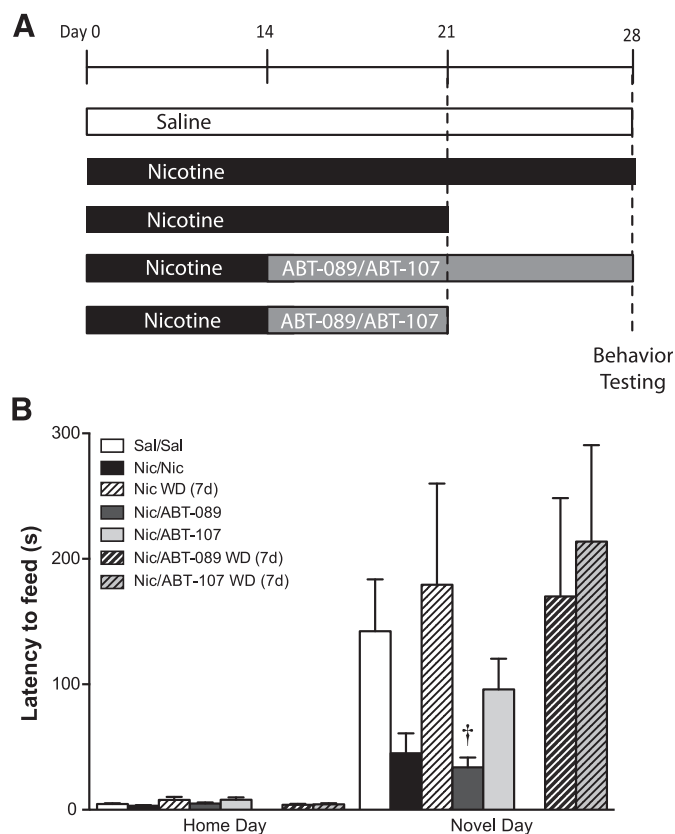 A
Day 0 14 21 28
Saline
Nicotine
Nicotine
Nicotine ABT-089/ABT-107
Nicotine ABT-089/ABT-107
Behavior
Testing
B
300
200
100
0
Latency to feed (s)
Sal/Sal
Nic/Nic
Nic WD (7d)
Nic/ABT-089
Nic/ABT-107
Nic/ABT-089 WD (7d)
Nic/ABT-107 WD (7d)
†
Home Day Novel Day